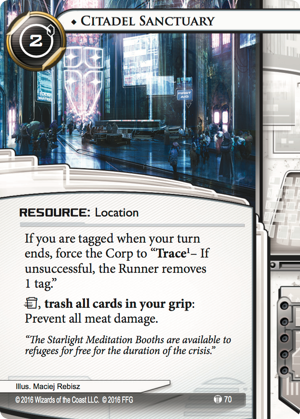 ◆ Citadel Sanctuary
2
RESOURCE: Location
If you are tagged when your turn
ends, force the Corp to “Trace¹– If
unsuccessful, the Runner removes
1 tag.”
, trash all cards in your grip:
Prevent all meat damage.
“The Starlight Meditation Booths are available to
refugees for free for the duration of the crisis.”
Illus. Maciej Rebisz
© 2016 Wizards of the Coast LLC. © 2016 FFG
70